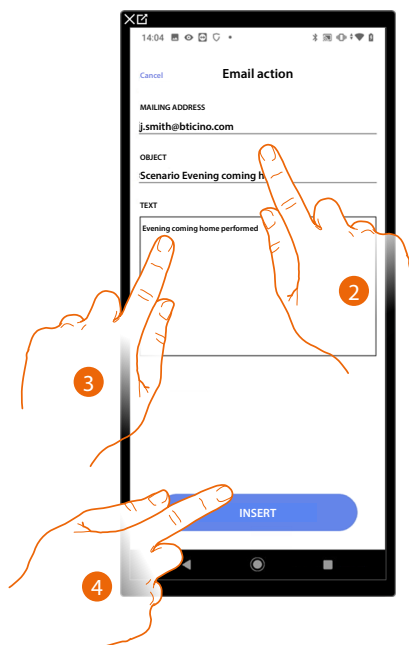 14:04
Cancel
Email action
MAILING ADDRESS
j.smith@bticino.com
OBJECT
Scenario Evening coming h
TEXT
Evening coming home performed
2
3
INSERT
4